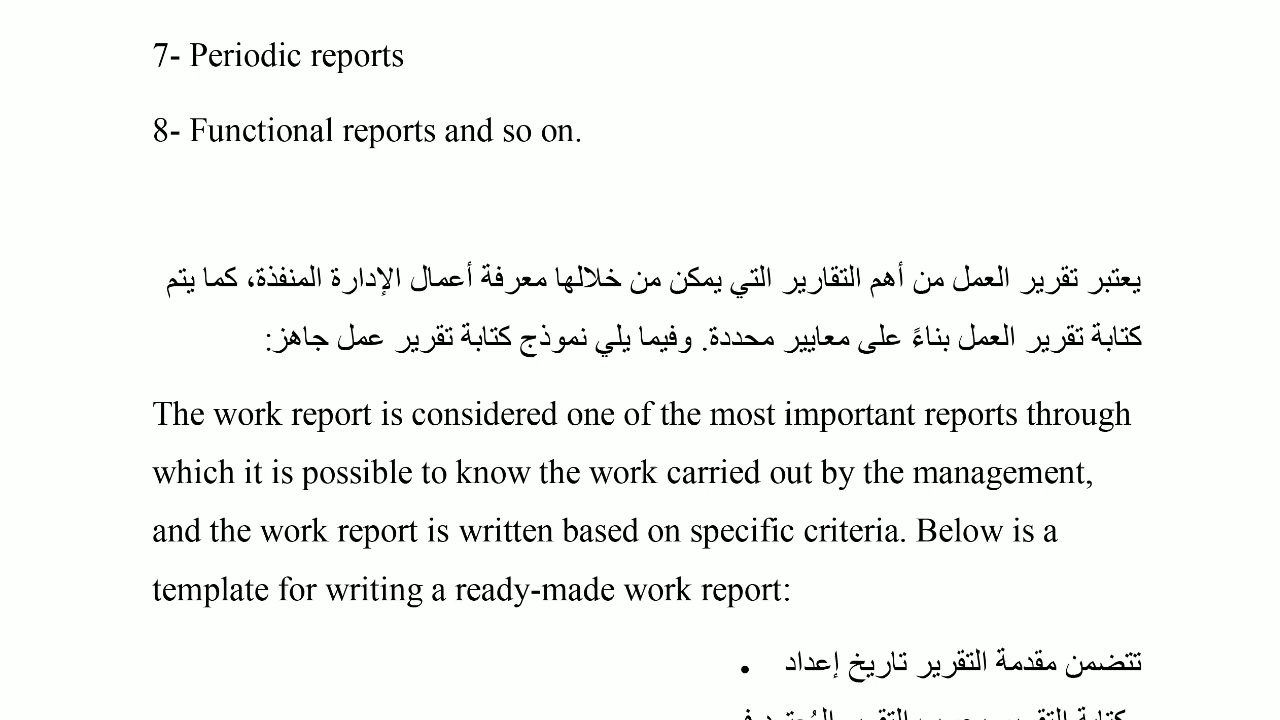 7- Periodic reports
8- Functional reports and so on.
يعتبر تقرير العمل من أهم التقارير التي يمكن من خلالها معرفة أعمال الإدارة المنفذة، كما يتم
كتابة تقرير العمل بناءً على معايير محددة. وفيما يلي نموذج كتابة تقرير عمل جاهز:
The work report is considered one of the most important reports through
which it is possible to know the work carried out by the management,
and the work report is written based on specific criteria. Below is a
template for writing a ready-made work report:
تتضمن مقدمة التقرير تاريخ إعداد •